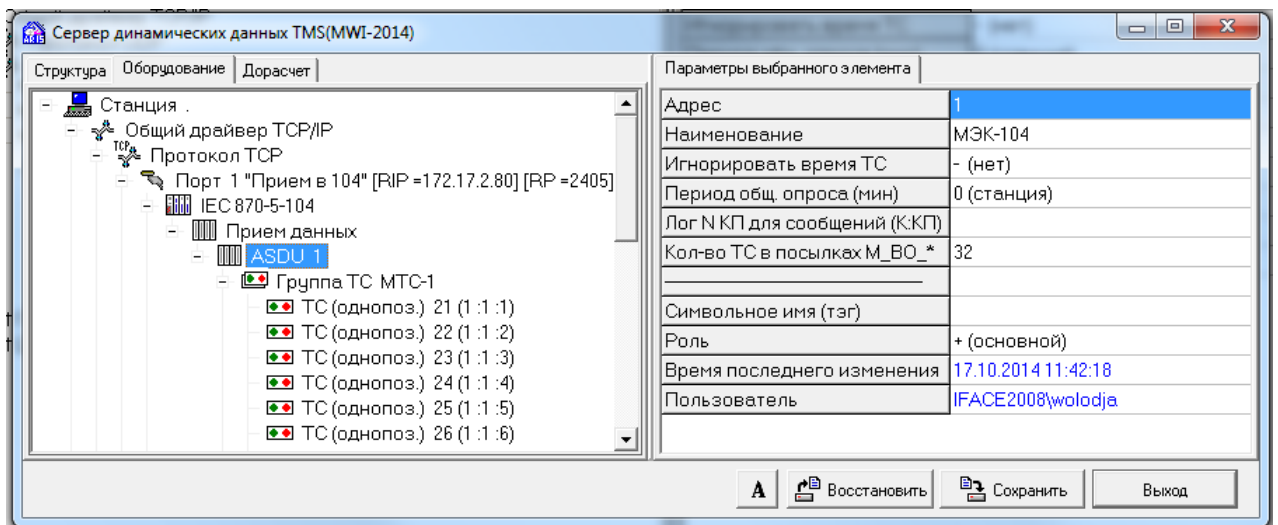 Сервер динамических данных TMS(MWI-2014)
Структура Оборудование Дорасчет
Станция .
Общий драйвер TCP/IP
TCP Протокол TCP
Порт 1 "Прием в 104" [RIP =172.17.2.80] [RP =2405]
IEC 870-5-104
Прием данных
ASDU 1
Группа ТС МТС-1
ТС (однопоз.) 21 (1 :1 :1)
ТС (однопоз.) 22 (1 :1 :2)
ТС (однопоз.) 23 (1 :1 :3)
ТС (однопоз.) 24 (1 :1 :4)
ТС (однопоз.) 25 (1 :1 :5)
ТС (однопоз.) 26 (1 :1 :6)
Параметры выбранного элемента
Адрес 1
Наименование МЭК-104
Игнорировать время ТС - (нет)
Период общ. опроса (мин) 0 (станция)
Лог N КП для сообщений (К:КП)
Кол-во ТС в посылках M_BO_* 32
Символьное имя (тэг)
Роль + (основной)
Время последнего изменения 17.10.2014 11:42:18
Пользователь IFACE2008\wolodja
A Восстановить Сохранить Выход